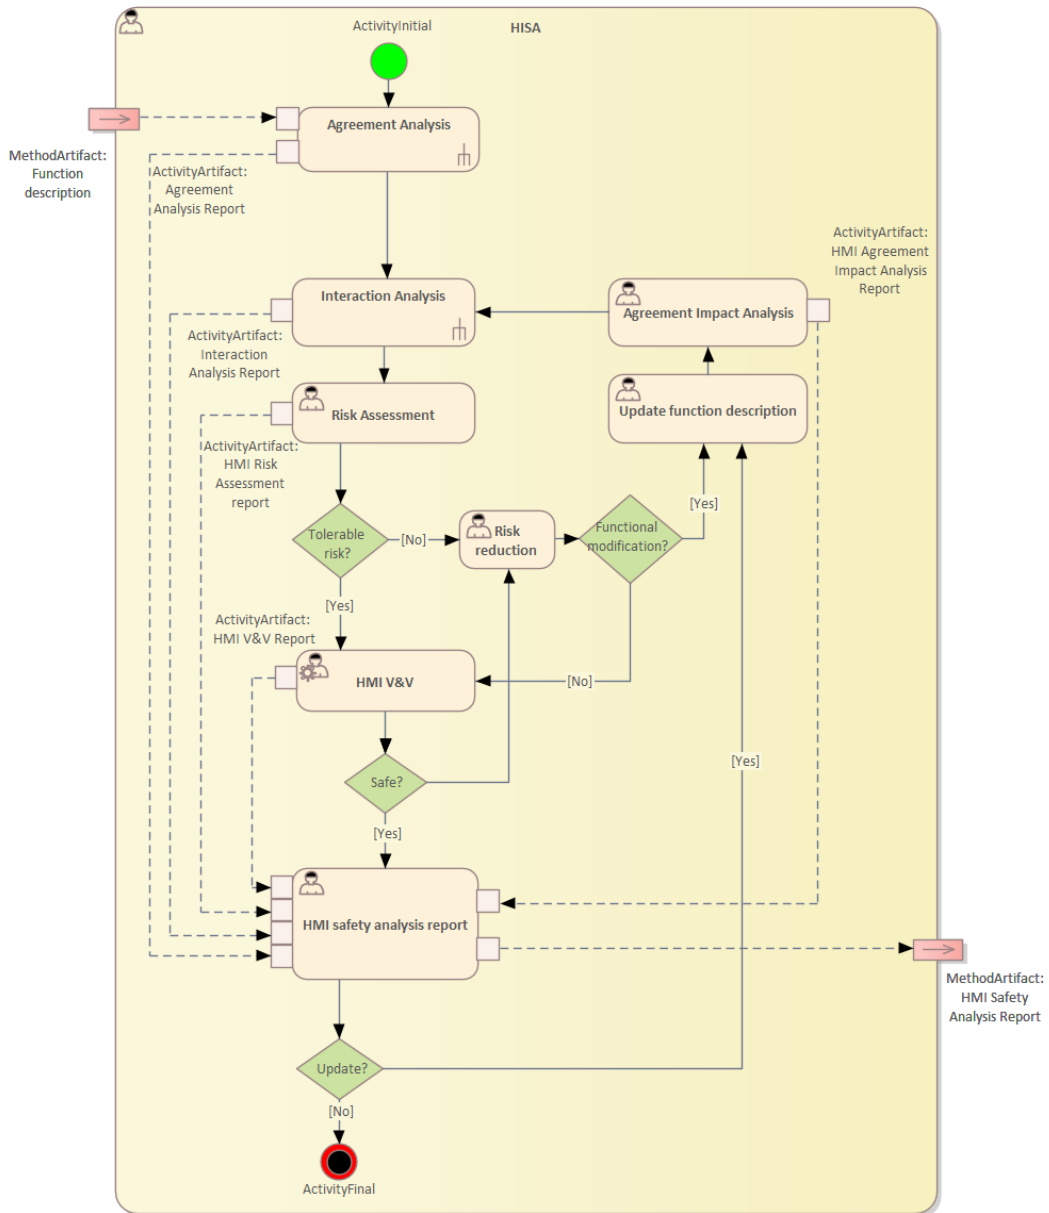 ActivityInitial
HISA
Agreement Analysis
MethodArtifact:
Function
description
ActivityArtifact:
Agreement
Analysis Report
ActivityArtifact:
HMI Agreement
Impact Analysis
Report
Interaction Analysis
Agreement Impact Analysis
ActivityArtifact:
Interaction
Analysis Report
Risk Assessment
Update function description
ActivityArtifact:
HMI Risk
Assessment
report
[Yes]
Tolerable
risk?
[No]
Risk
reduction
Functional
modification?
[Yes]
ActivityArtifact:
HMI V&V Report
HMI V&V
[No]
Safe?
[Yes]
[Yes]
HMI safety analysis report
MethodArtifact:
HMI Safety
Analysis Report
Update?
[No]
ActivityFinal